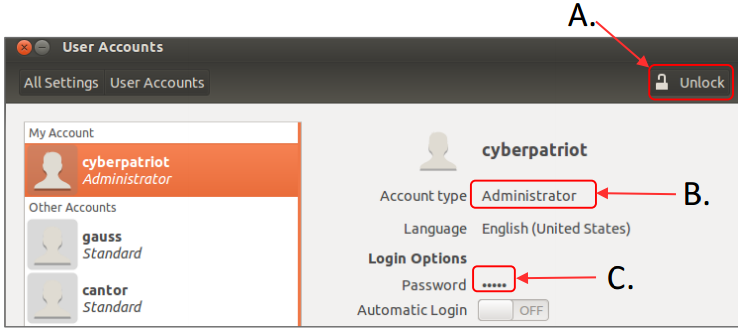 A.
User Accounts
All Settings User Accounts
Unlock
My Account
cyberpatriot
Administrator
Other Accounts
gauss
Standard
cantor
Standard
cyberpatriot
Account type Administrator
B.
Language English (United States)
Login Options
Password •••••
C.
Automatic Login OFF